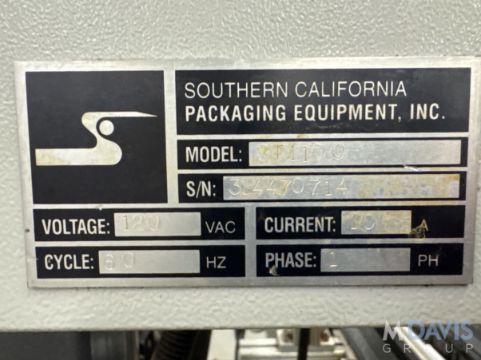 SOUTHERN CALIFORNIA
PACKAGING EQUIPMENT, INC.
MODEL:
S/N:
VOLTAGE: 120 VAC
CURRENT: A
CYCLE: 60 HZ
PHASE: 1 PH
M DAVIS
GROUP